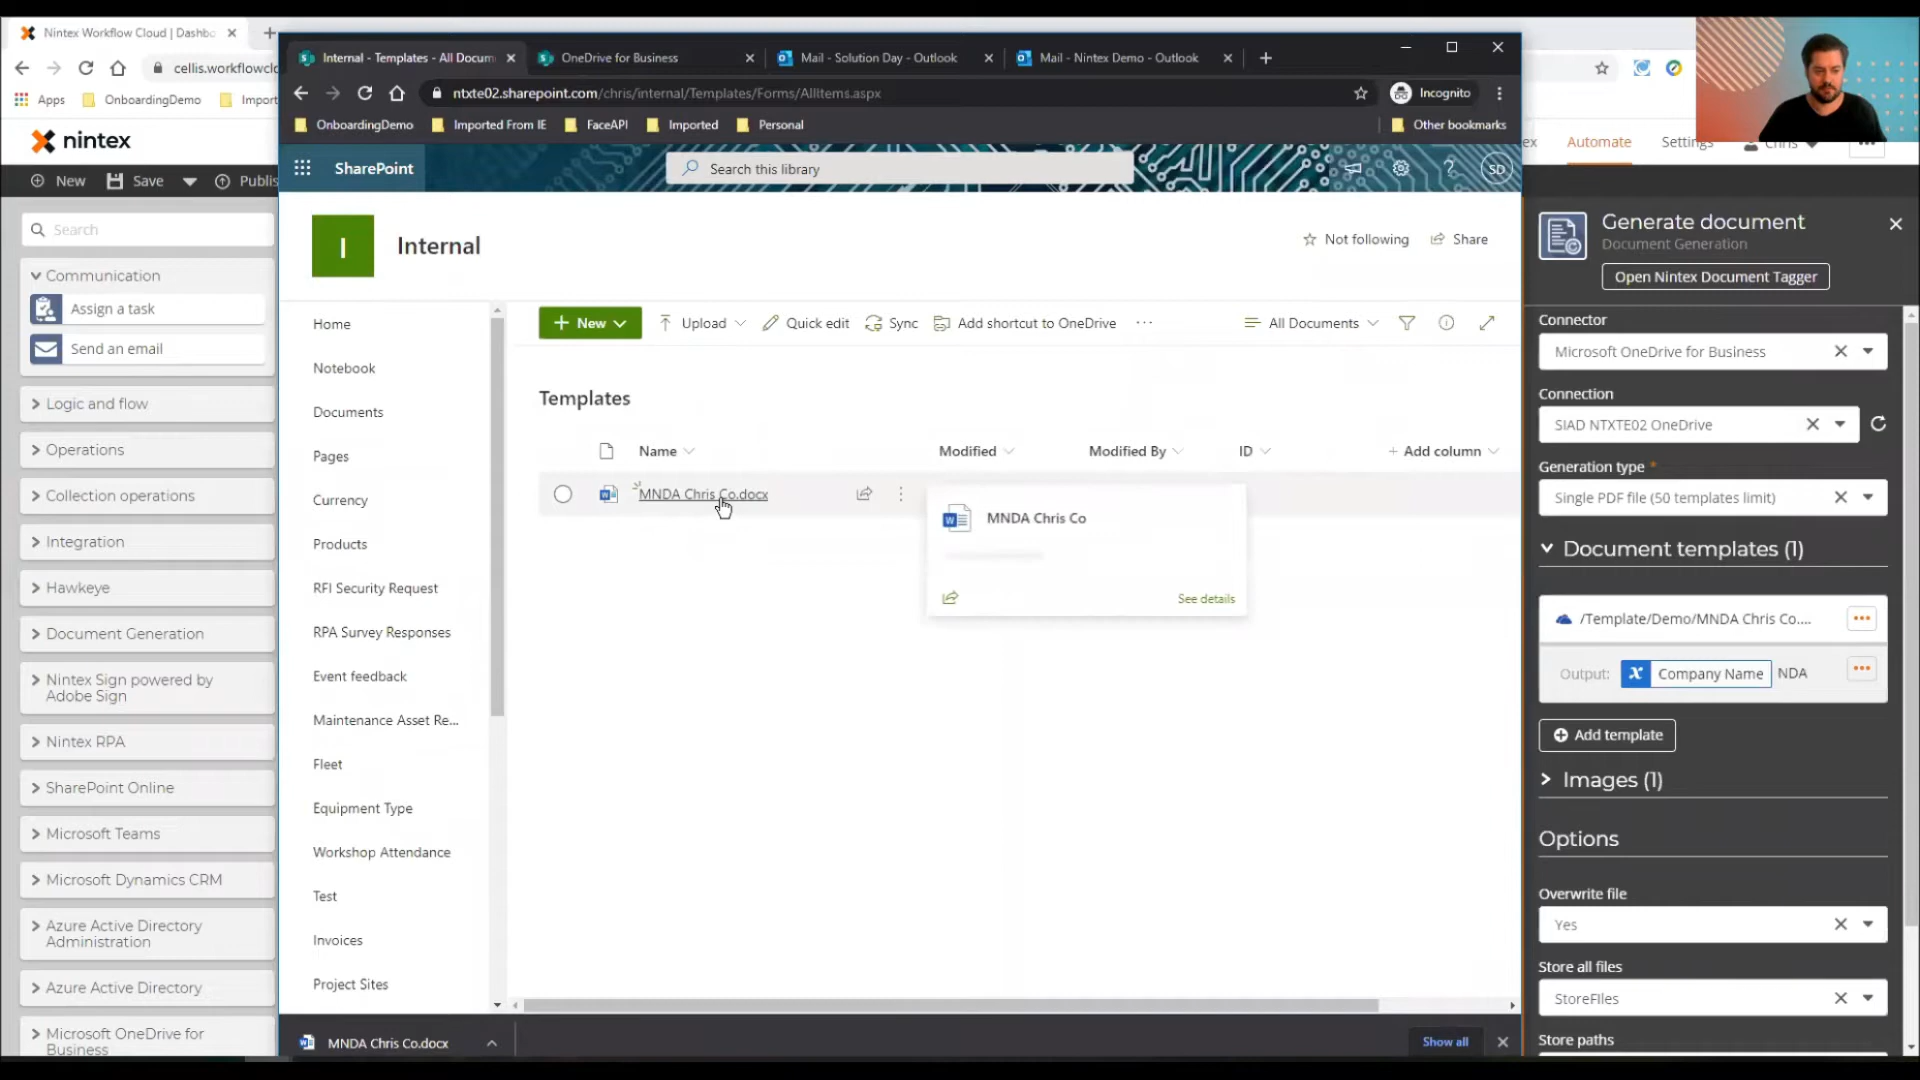 Nintex Workflow Cloud | Dashbo
cellis.workflowclo
Apps
OnboardingDemo
Import
nintex
New
Save
Publis
Search
Communication
Assign a task
Send an email
Logic and flow
Operations
Collection operations
Integration
Hawkeye
Document Generation
Nintex Sign powered by
Adobe Sign
Nintex RPA
SharePoint Online
Microsoft Teams
Microsoft Dynamics CRM
Azure Active Directory
Administration
Azure Active Directory
Microsoft OneDrive for
Business
Internal - Templates - All Docum
OneDrive for Business
Mail - Solution Day - Outlook
Mail - Nintex Demo - Outlook
ntxte02.sharepoint.com/chris/internal/Templates/Forms/AllItems.aspx
Incognito
OnboardingDemo
Imported From IE
FaceAPI
Imported
Personal
Other bookmarks
SharePoint
Search this library
SD
I
Internal
Not following
Share
Home
Notebook
Documents
Pages
Currency
Products
RFI Security Request
RPA Survey Responses
Event feedback
Maintenance Asset Re...
Fleet
Equipment Type
Workshop Attendance
Test
Invoices
Project Sites
New
Upload
Quick edit
Sync
Add shortcut to OneDrive
All Documents
Templates
Name
Modified
Modified By
ID
Add column
MNDA Chris Co.docx
MNDA Chris Co
See details
MNDA Chris Co.docx
Show all
ex
Automate
Settings
Chris
Generate document
Document Generation
Open Nintex Document Tagger
Connector
Microsoft OneDrive for Business
Connection
SIAD NTXTE02 OneDrive
Generation type *
Single PDF file (50 templates limit)
Document templates (1)
/Template/Demo/MNDA Chris Co....
Output: Company Name NDA
Add template
Images (1)
Options
Overwrite file
Yes
Store all files
StoreFIles
Store paths